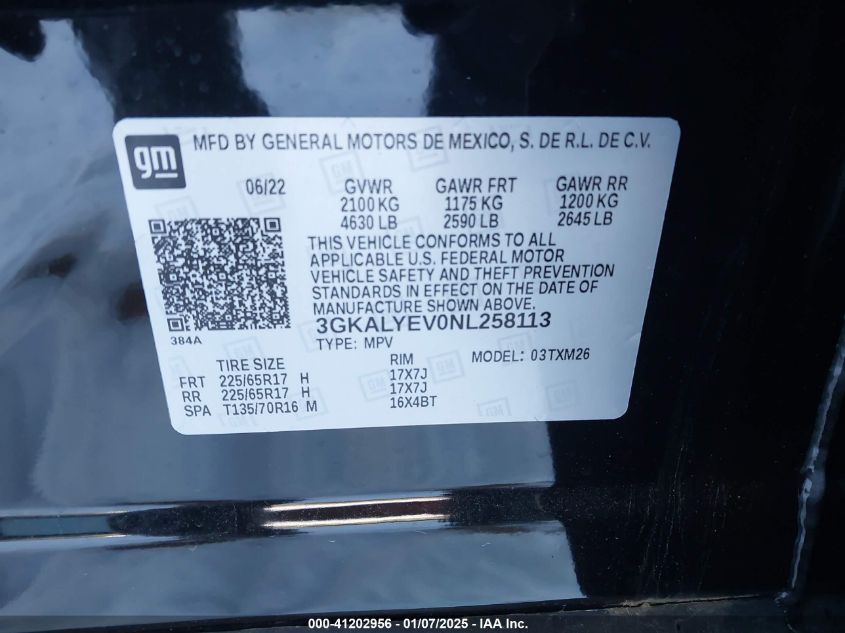 gm MFD BY GENERAL MOTORS DE MEXICO, S. DE R.L. DE C.V.
06/22 GVWR GAWR FRT GAWR RR
2100 KG 1175 KG 1200 KG
4630 LB 2590 LB 2645 LB
THIS VEHICLE CONFORMS TO ALL
APPLICABLE U.S. FEDERAL MOTOR
VEHICLE SAFETY AND THEFT PREVENTION
STANDARDS IN EFFECT ON THE DATE OF
MANUFACTURE SHOWN ABOVE.
384A 3GKALYEV0NL258113
TYPE: MPV MODEL: 03TXM26
TIRE SIZE RIM
FRT 225/65R17 H 17X7J
RR 225/65R17 H 17X7J
SPA T135/70R16 M 16X4BT
000-41202956 — 01/07/2025 — IAA Inc.